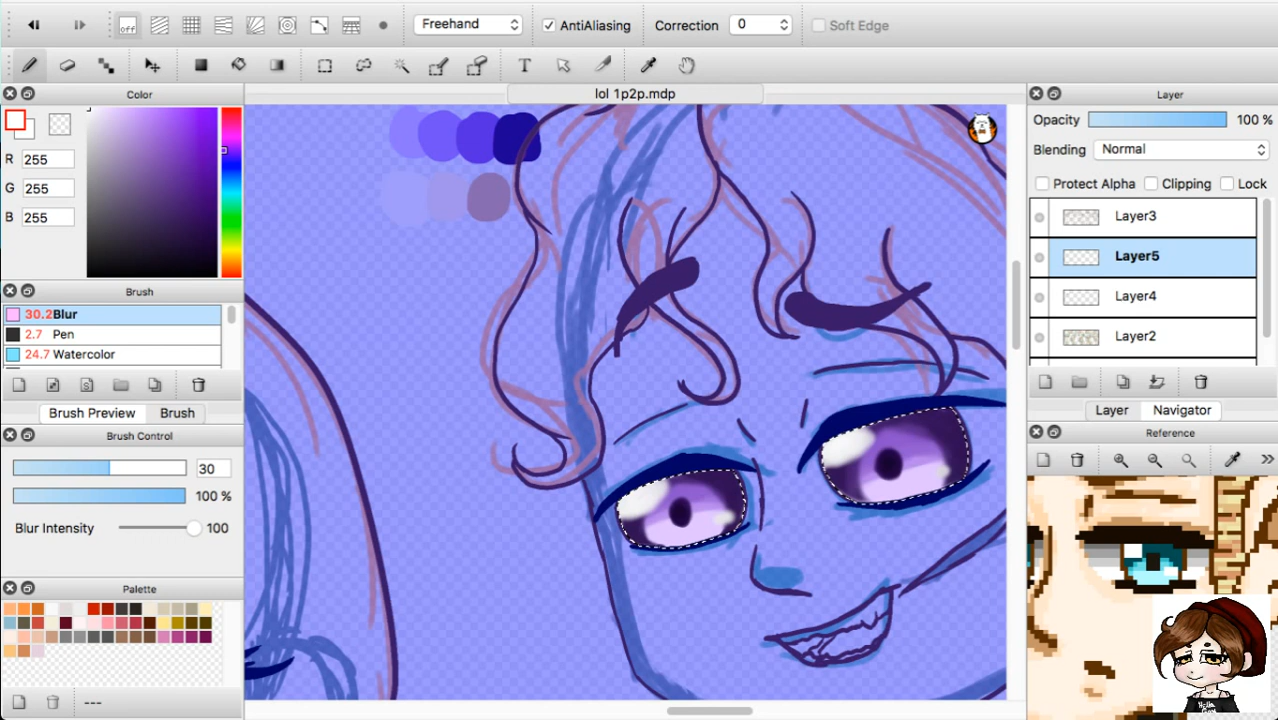 off
Freehand
AntiAliasing
Correction
0
Soft Edge
T
Color
lol 1p2p.mdp
Layer
R 255
G 255
B 255
Opacity 100 %
Blending Normal
Protect Alpha Clipping Lock
Layer3
Layer5
Layer4
Layer2
Brush
30.2 Blur
2.7 Pen
24.7 Watercolor
S
Brush Preview Brush
Layer Navigator
Brush Control
Reference
30
100 %
Blur Intensity 100
Palette
---